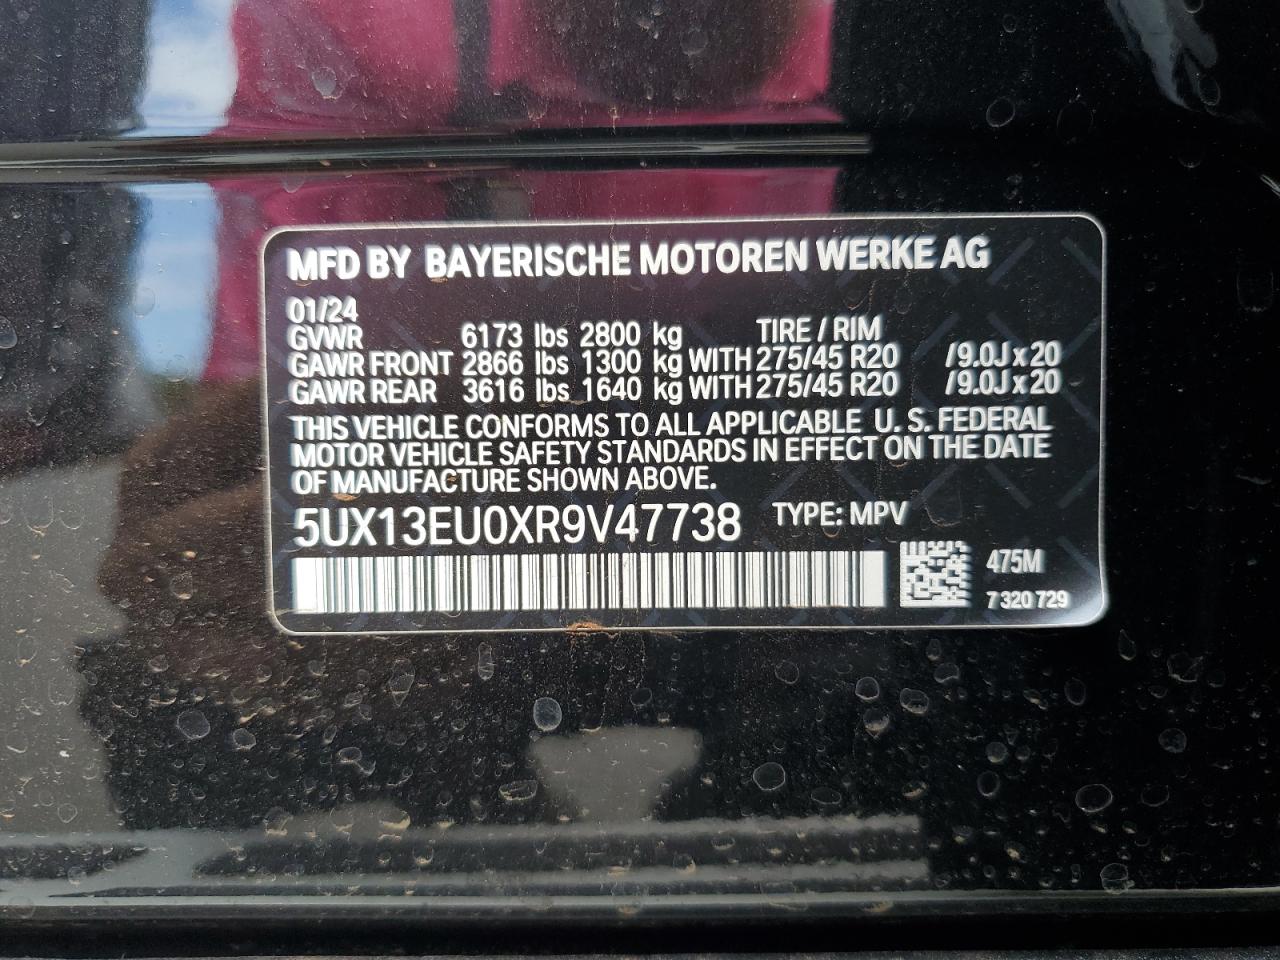 MFD BY BAYERISCHE MOTOREN WERKE AG
01/24
GVWR 6173 lbs 2800 kg TIRE / RIM
GAWR FRONT 2866 lbs 1300 kg WITH 275/45 R20 /9.0J x 20
GAWR REAR 3616 lbs 1640 kg WITH 275/45 R20 /9.0J x 20
THIS VEHICLE CONFORMS TO ALL APPLICABLE U. S. FEDERAL
MOTOR VEHICLE SAFETY STANDARDS IN EFFECT ON THE DATE
OF MANUFACTURE SHOWN ABOVE.
5UX13EU0XR9V47738 TYPE: MPV
475M
7 320 729